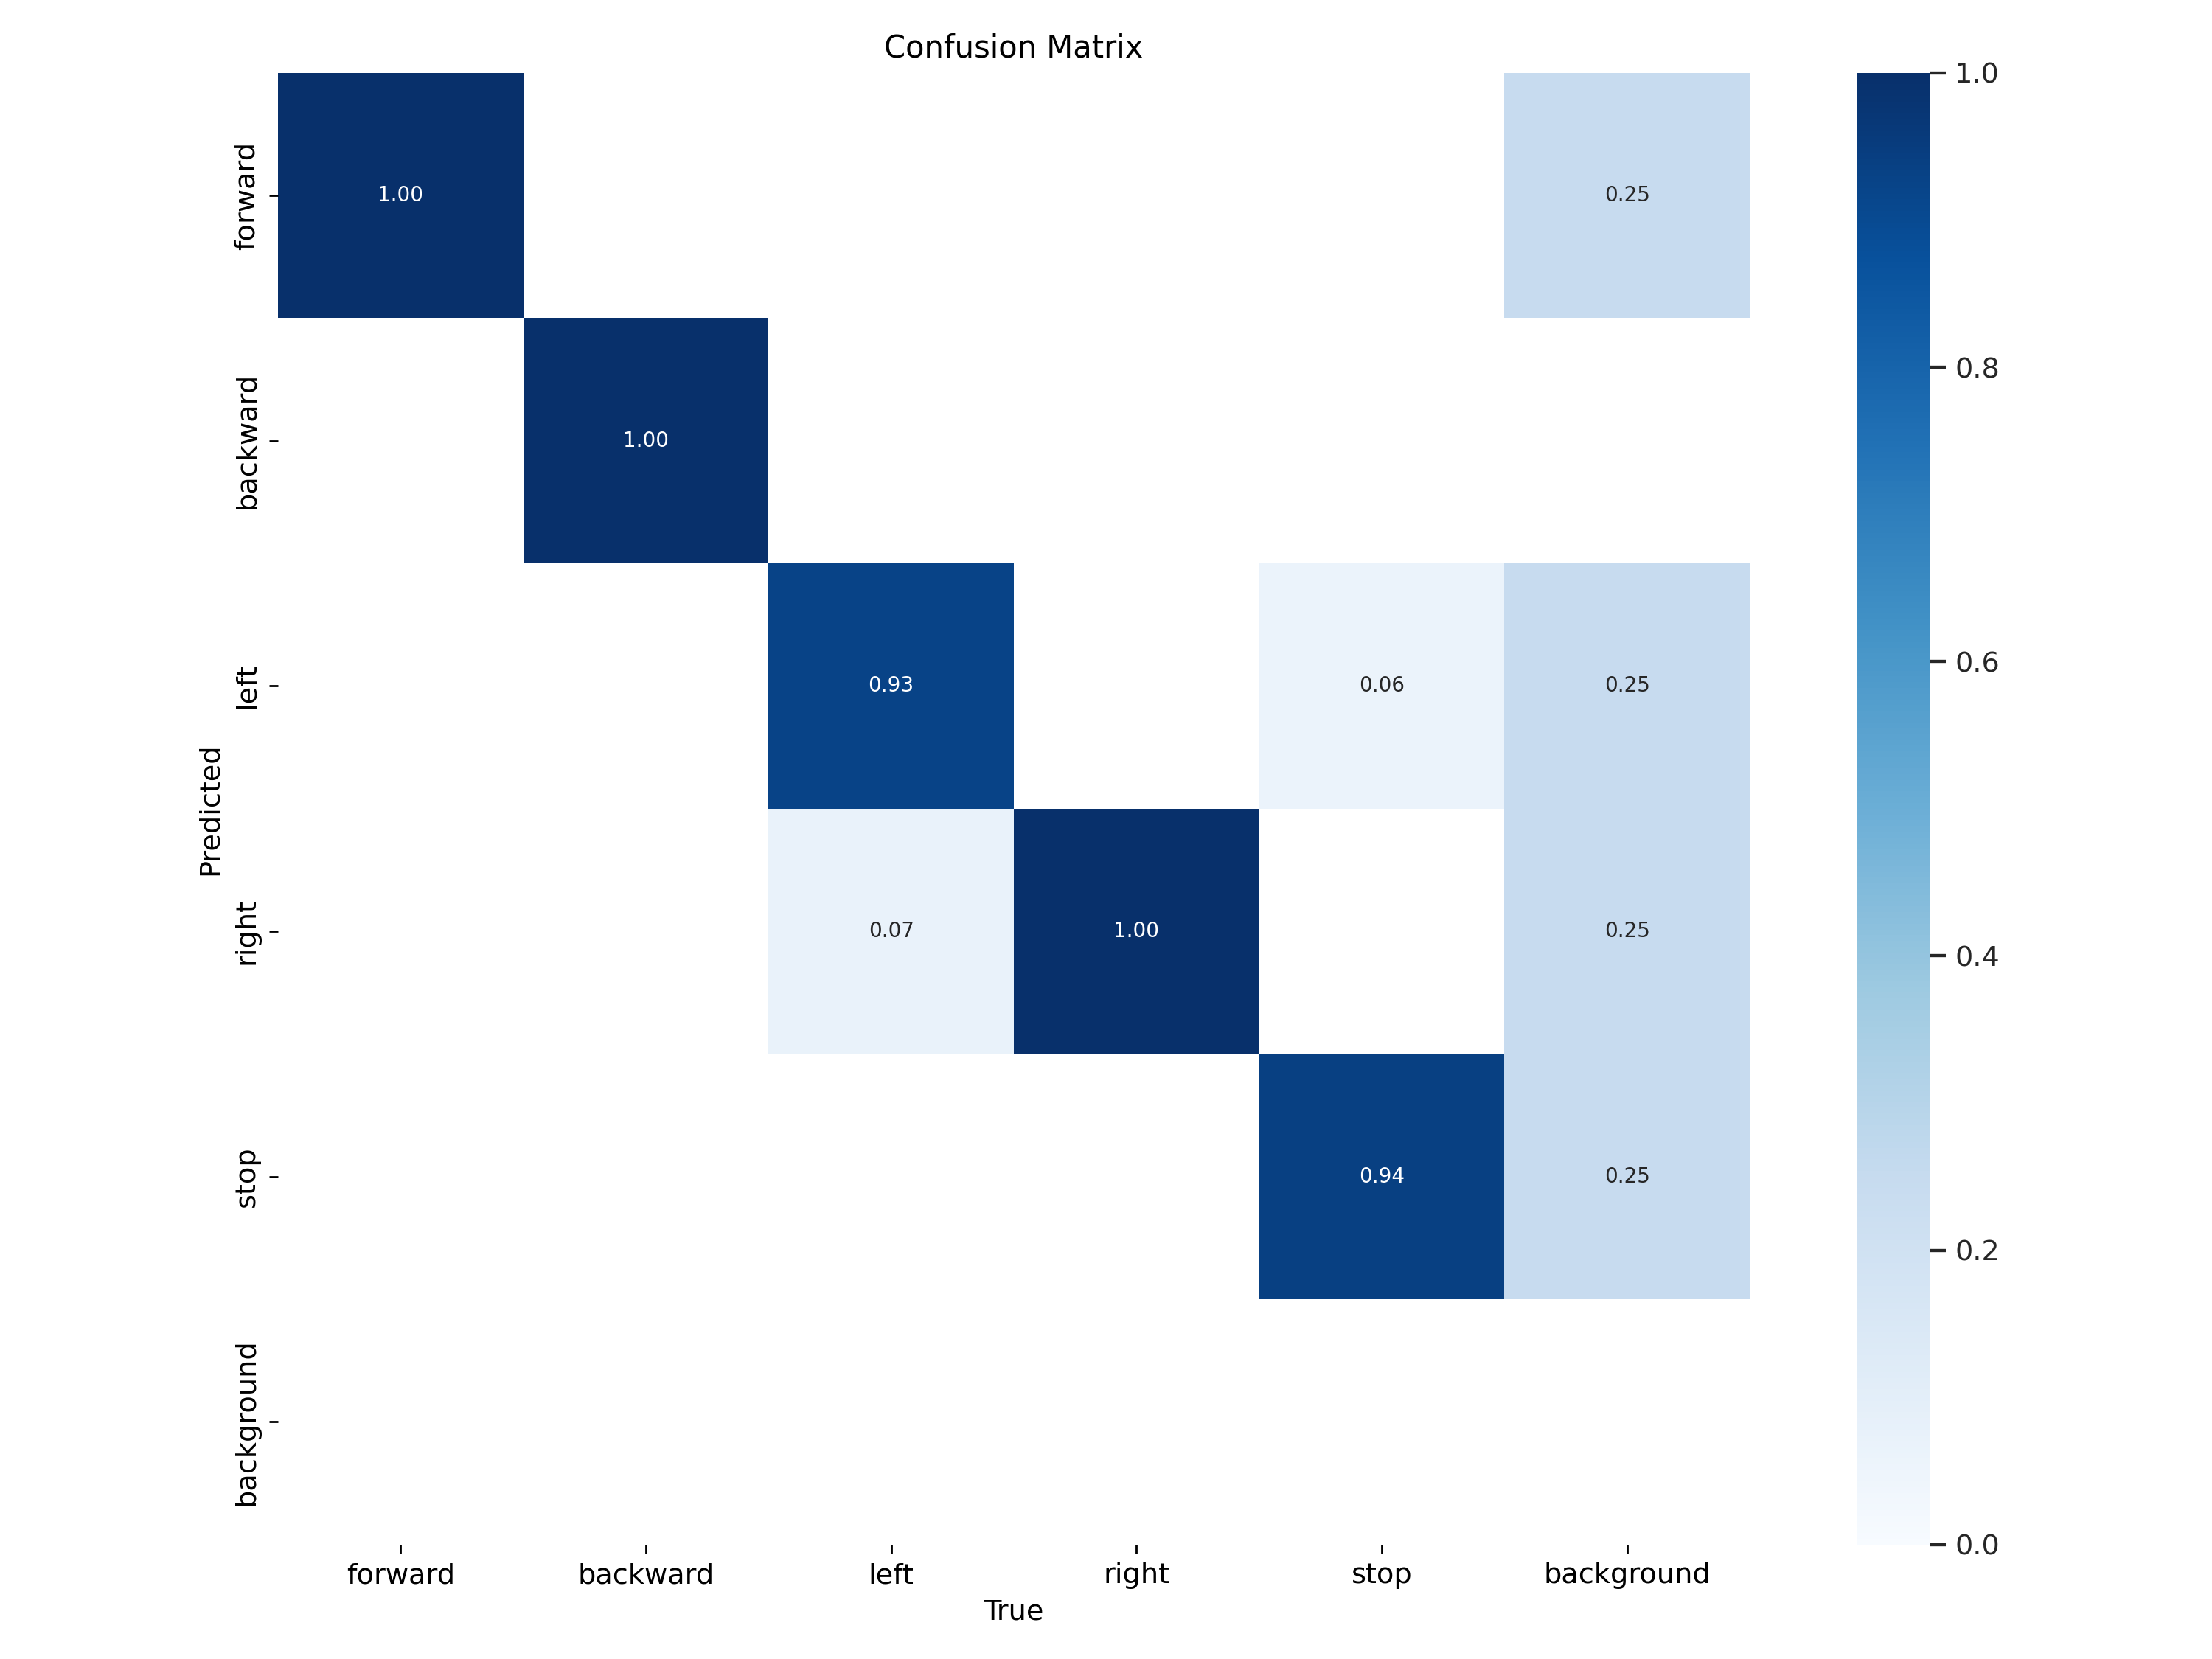 Confusion Matrix
forward
1.00
0.25
backward
1.00
left
0.93
0.06
0.25
right
0.07
1.00
0.25
stop
0.94
0.25
background
Predicted
forward
backward
left
right
stop
background
True
1.0
0.8
0.6
0.4
0.2
0.0